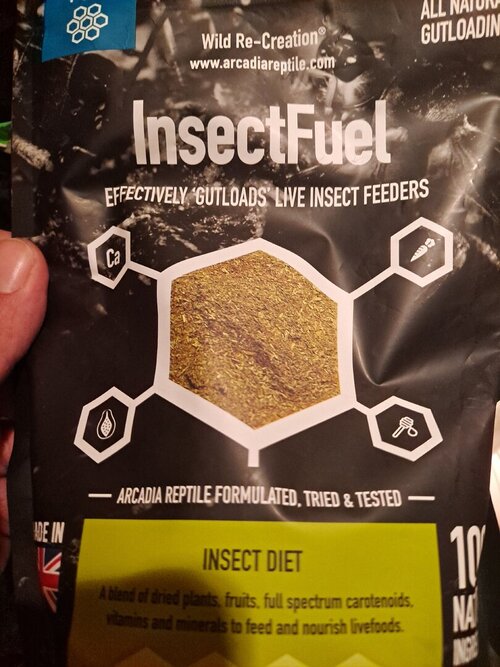 ALL NATURAL
GUTLOADIN
Wild Re-Creation®
www.arcadiareptile.com
InsectFuel
EFFECTIVELY 'GUTLOADS' LIVE INSECT FEEDERS
Ca
ARCADIA REPTILE FORMULATED, TRIED & TESTED
ADE IN
INSECT DIET
A blend of dried plants, fruits, full spectrum carotenoids,
vitamins and minerals to feed and nourish livefoods.
10
NAT
INGR